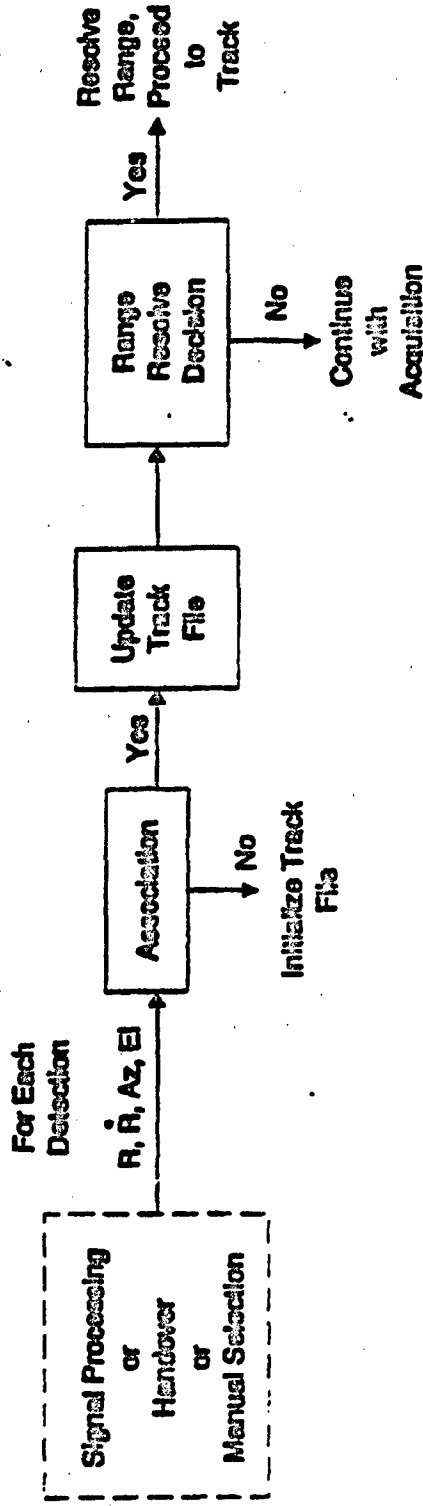 Signal Processing
or
Handover
or
Manual Selection
For Each
Detection
R, Ṙ, Az, El
Association
Yes
No
Initialize Track
File
Update
Track
File
Range
Resolve
Decision
Yes
No
Continue
with
Acquisition
Resolve
Range,
Proceed
to
Track